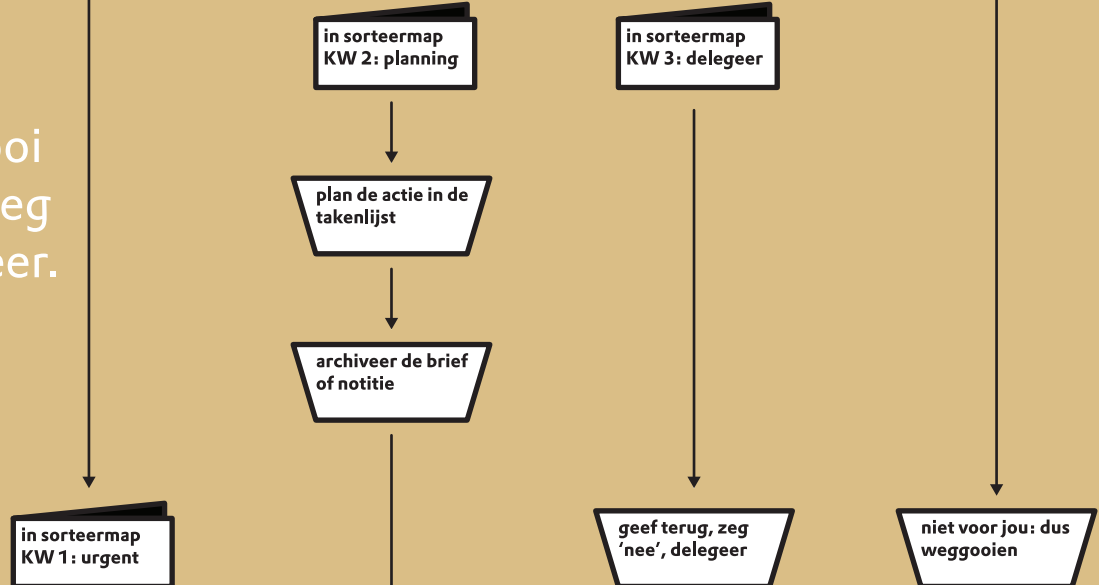 in sorteermap
KW 2: planning
in sorteermap
KW 3: delegeer
plan de actie in de
takenlijst
archiveer de brief
of notitie
in sorteermap
KW 1: urgent
geef terug, zeg
‘nee’, delegeer
niet voor jou: dus
weggooien